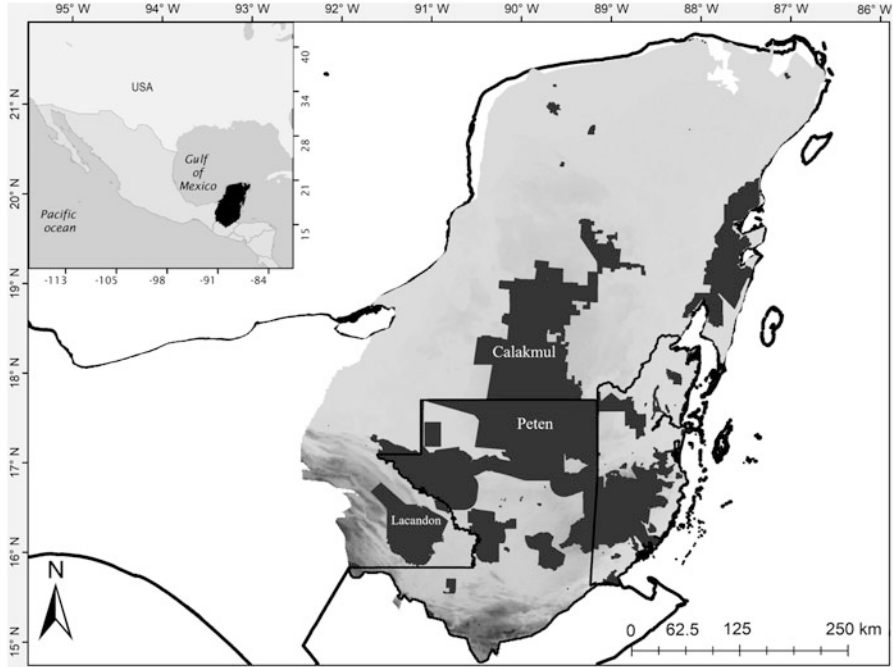 95° W 94° W 93° W 92° W 91° W 90° W 89° W 88° W 87° W 86° W
USA
Gulf
of
Mexico
Pacific
ocean
40
34
28
21
15
-113 -105 -98 -91 -84
21° N
20° N
19° N
18° N
17° N
16° N
15° N
Calakmul
Peten
Lacandon
N
0 62.5 125 250 km